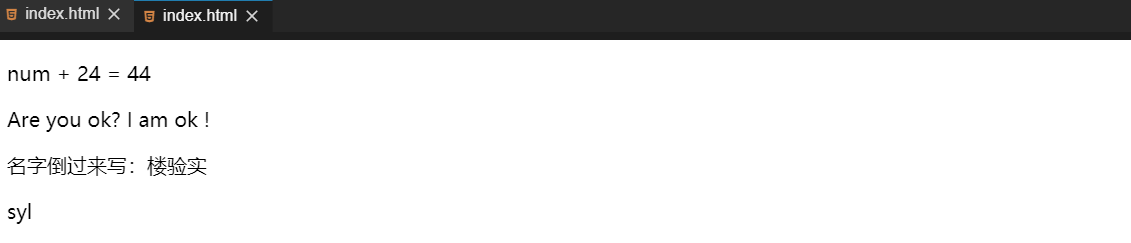 index.html index.html
num + 24 = 44
Are you ok? I am ok !
名字倒过来写：楼验实
syl